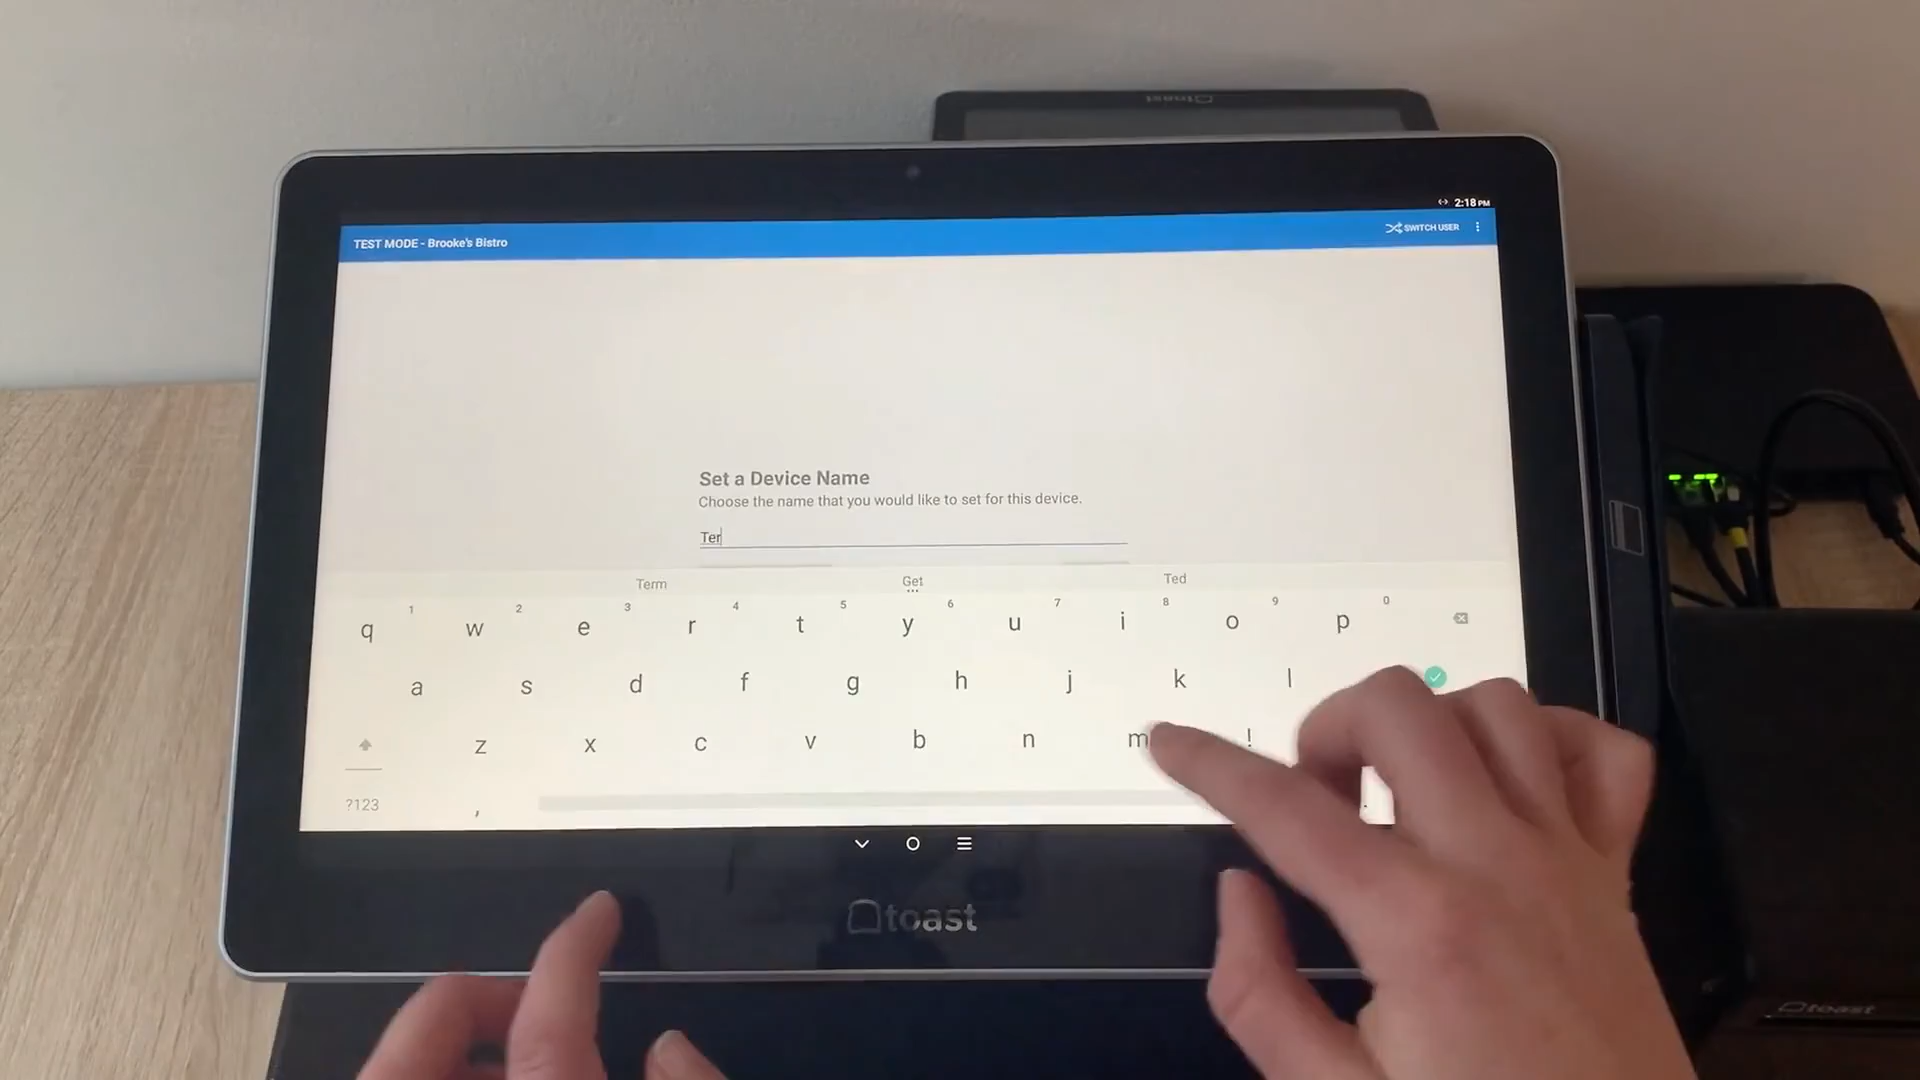 toast
2:18 PM
TEST MODE - Brooke's Bistro
SWITCH USER
Set a Device Name
Choose the name that you would like to set for this device.
Ter
Term Get Ted
1 2 3 4 5 6 7 8 9 0
q w e r t y u i o p
a s d f g h j k l
z x c v b n m !
?123 , .
toast
toast